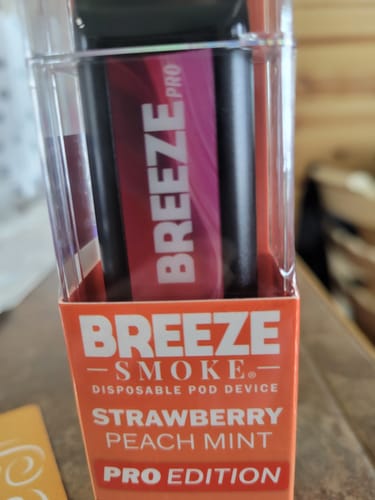 BREEZE PRO
BREEZE
SMOKE®
DISPOSABLE POD DEVICE
STRAWBERRY
PEACH MINT
PRO EDITION